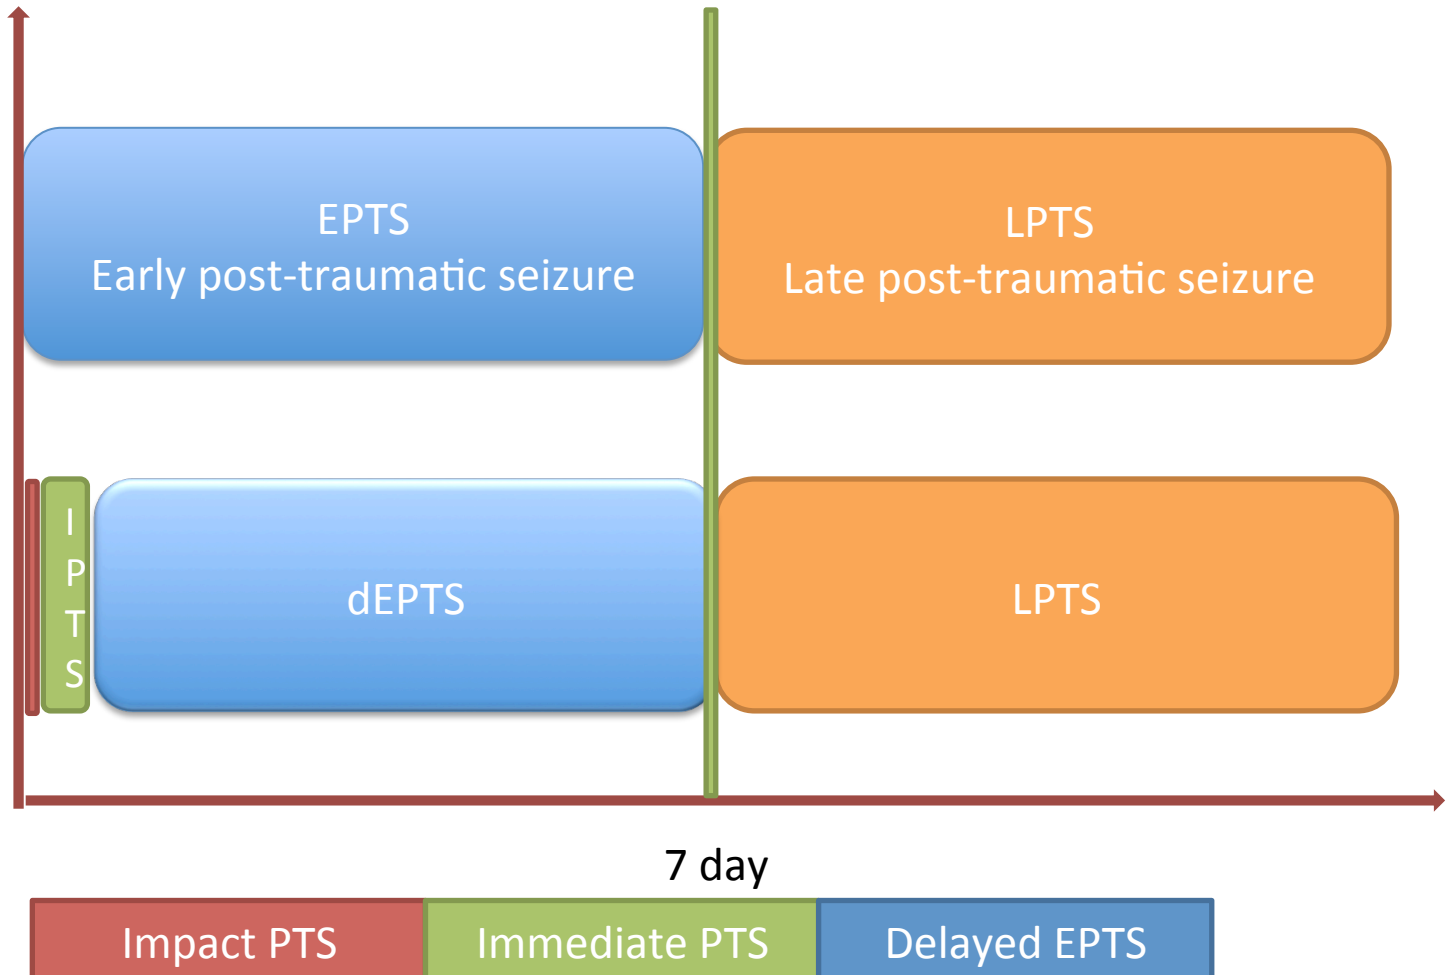 EPTS
Early post-traumatic seizure
LPTS
Late post-traumatic seizure
I
P
T
S
dEPTS
LPTS
7 day
Impact PTS
Immediate PTS
Delayed EPTS